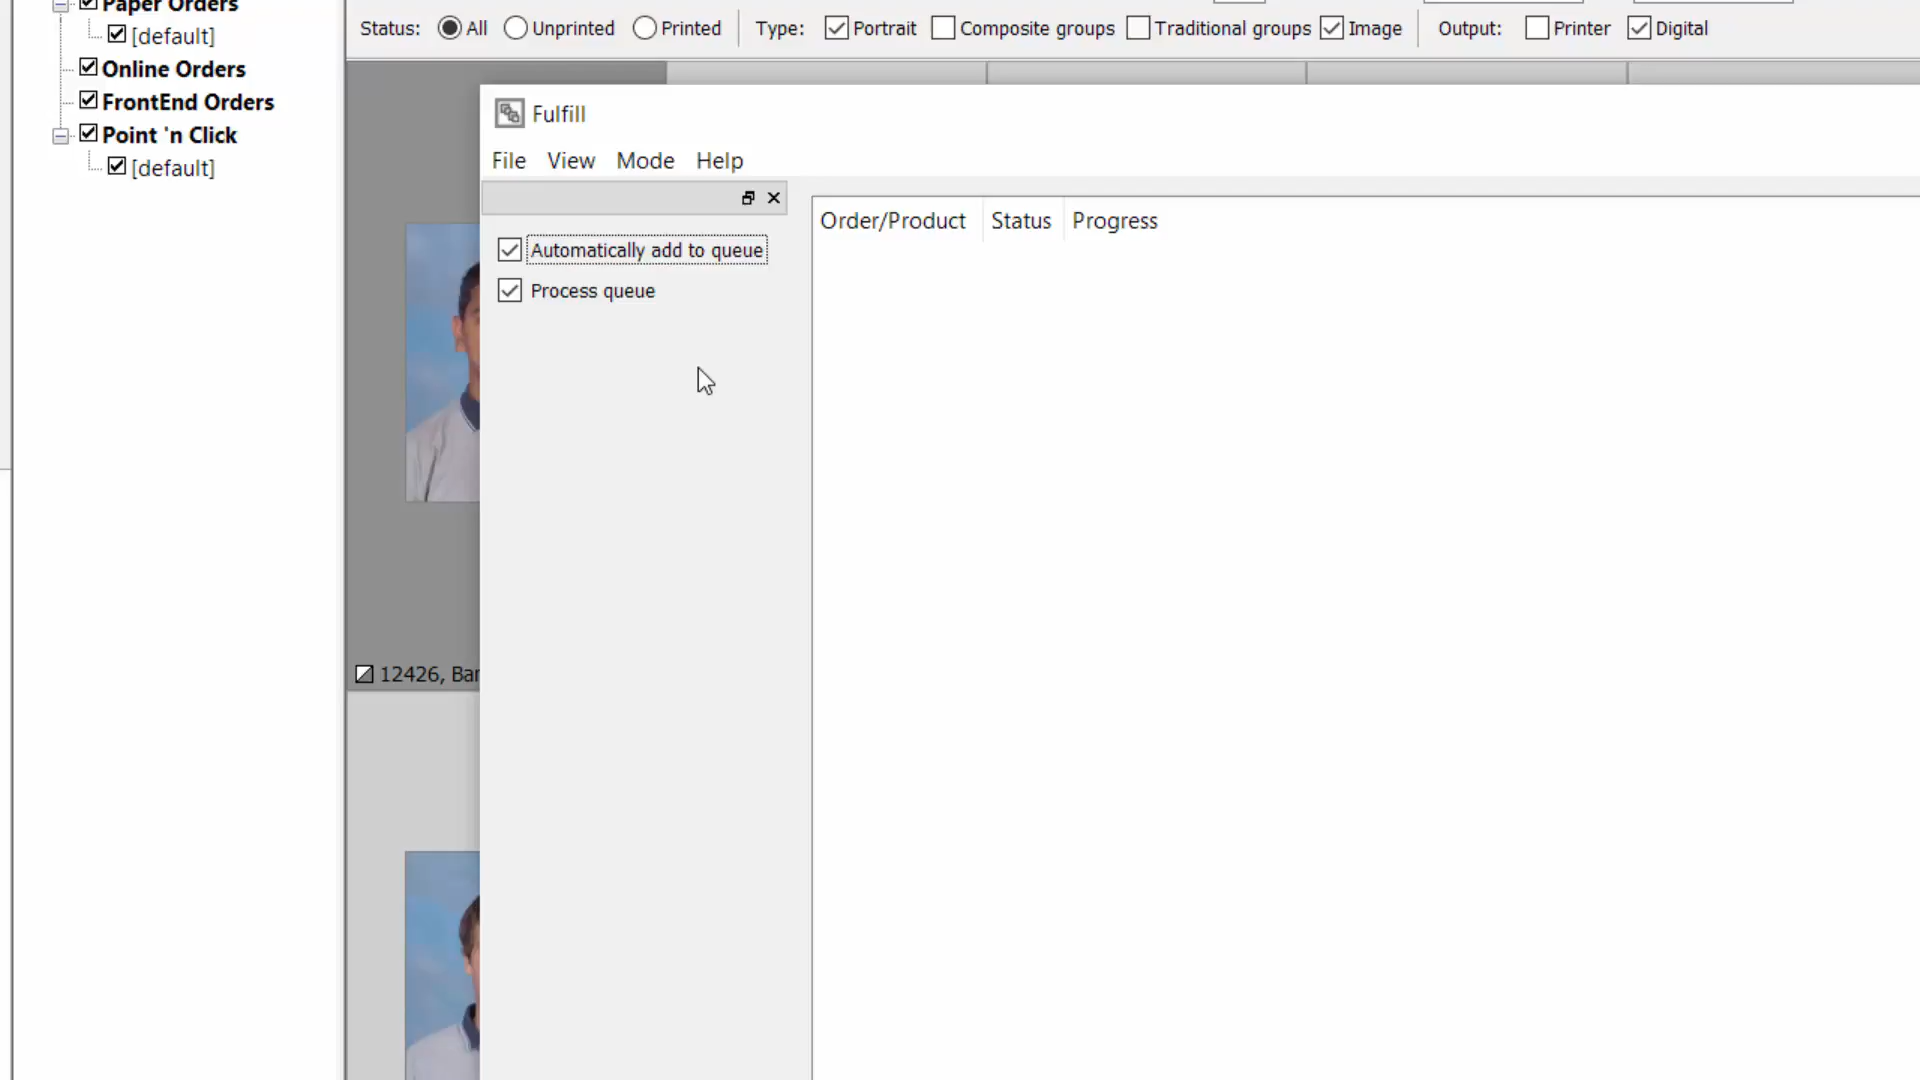 Paper Orders
[default]
Online Orders
FrontEnd Orders
Point 'n Click
[default]
Status: All Unprinted Printed Type: Portrait Composite groups Traditional groups Image Output: Printer Digital
Fulfill
File View Mode Help
Order/Product Status Progress
Automatically add to queue
Process queue
12426, Bar